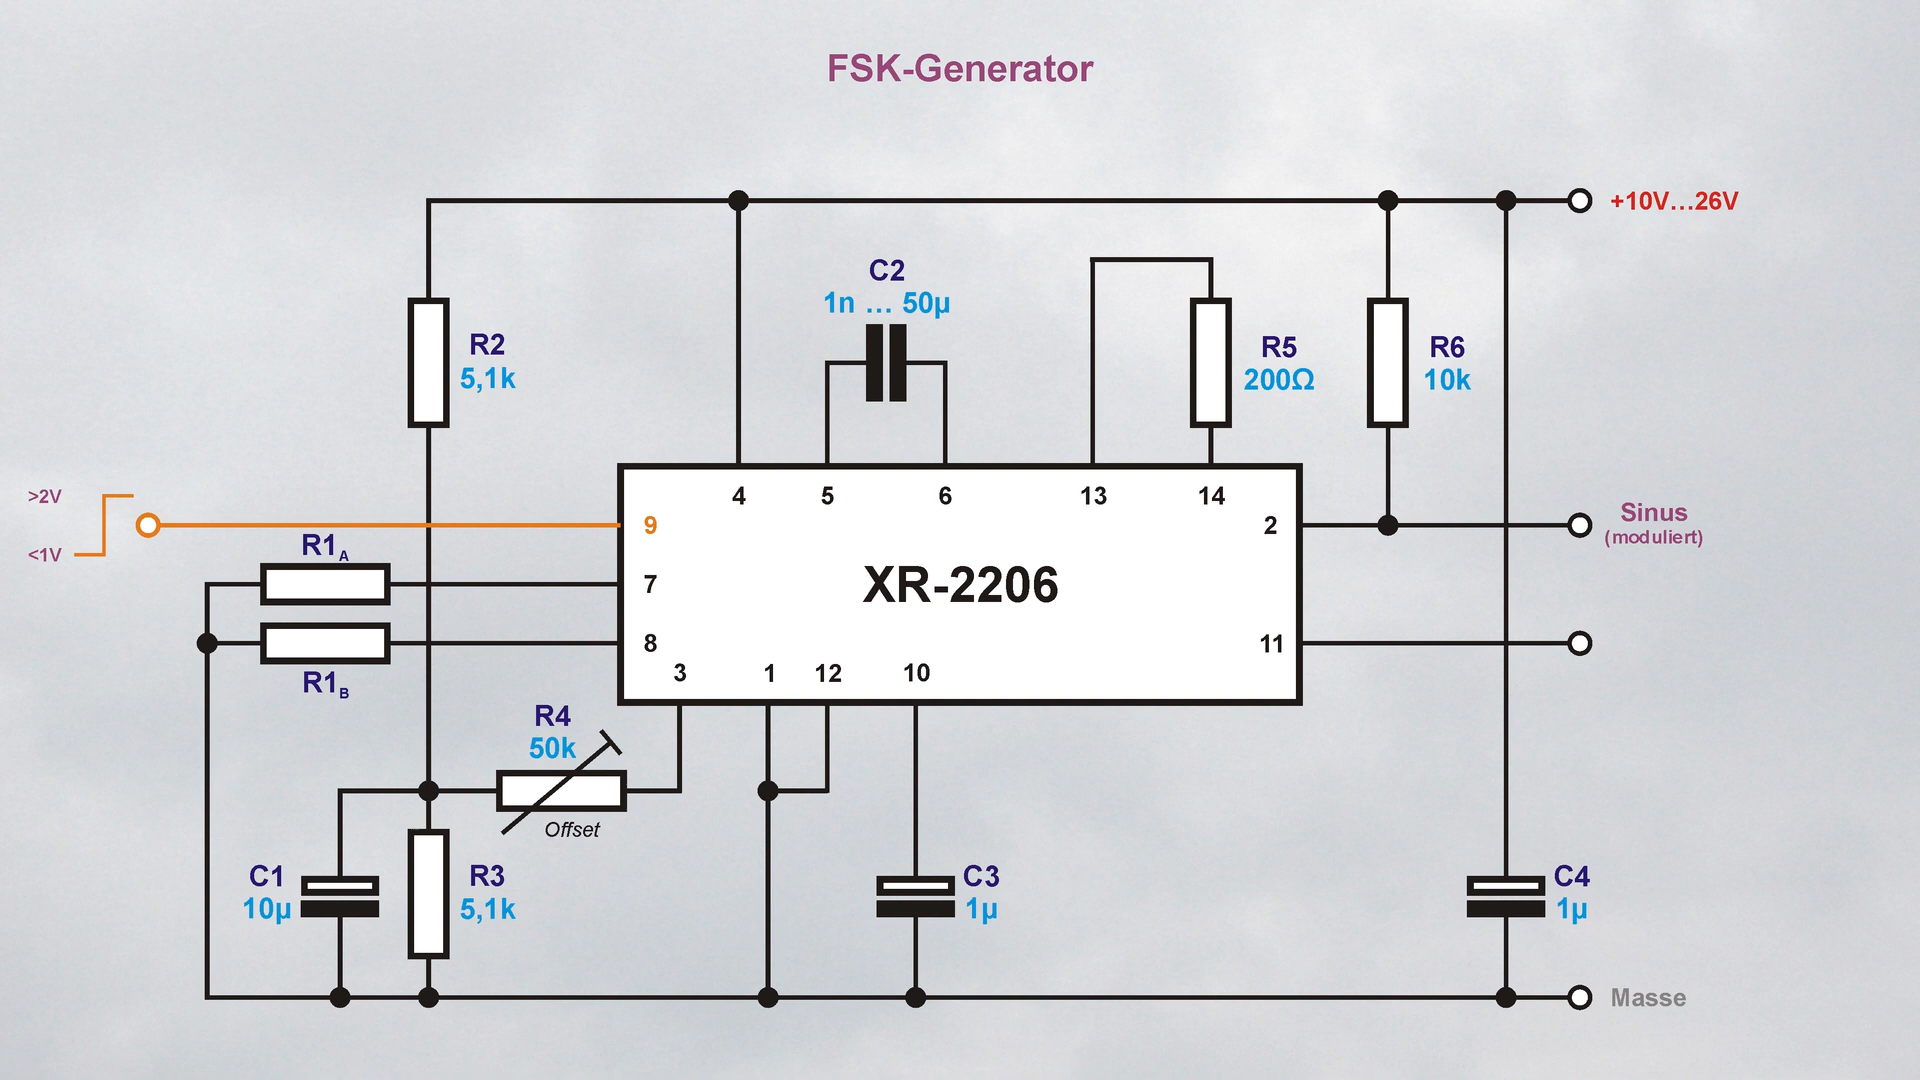 FSK-Generator
+10V…26V
C2
1n … 50µ
R2
5,1k
R5
200Ω
R6
10k
>2V
<1V
4
5
6
13
14
9
2
Sinus
(moduliert)
R1A
7
XR-2206
8
11
R1B
3
1
12
10
R4
50k
Offset
C1
10µ
R3
5,1k
C3
1µ
C4
1µ
Masse